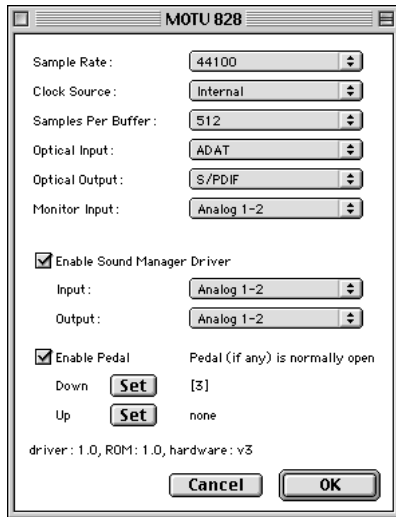 MOTU 828
Sample Rate: 44100
Clock Source: Internal
Samples Per Buffer: 512
Optical Input: ADAT
Optical Output: S/PDIF
Monitor Input: Analog 1-2
Enable Sound Manager Driver
Input: Analog 1-2
Output: Analog 1-2
Enable Pedal Pedal (if any) is normally open
Down Set [3]
Up Set none
driver: 1.0, ROM: 1.0, hardware: v3
Cancel OK